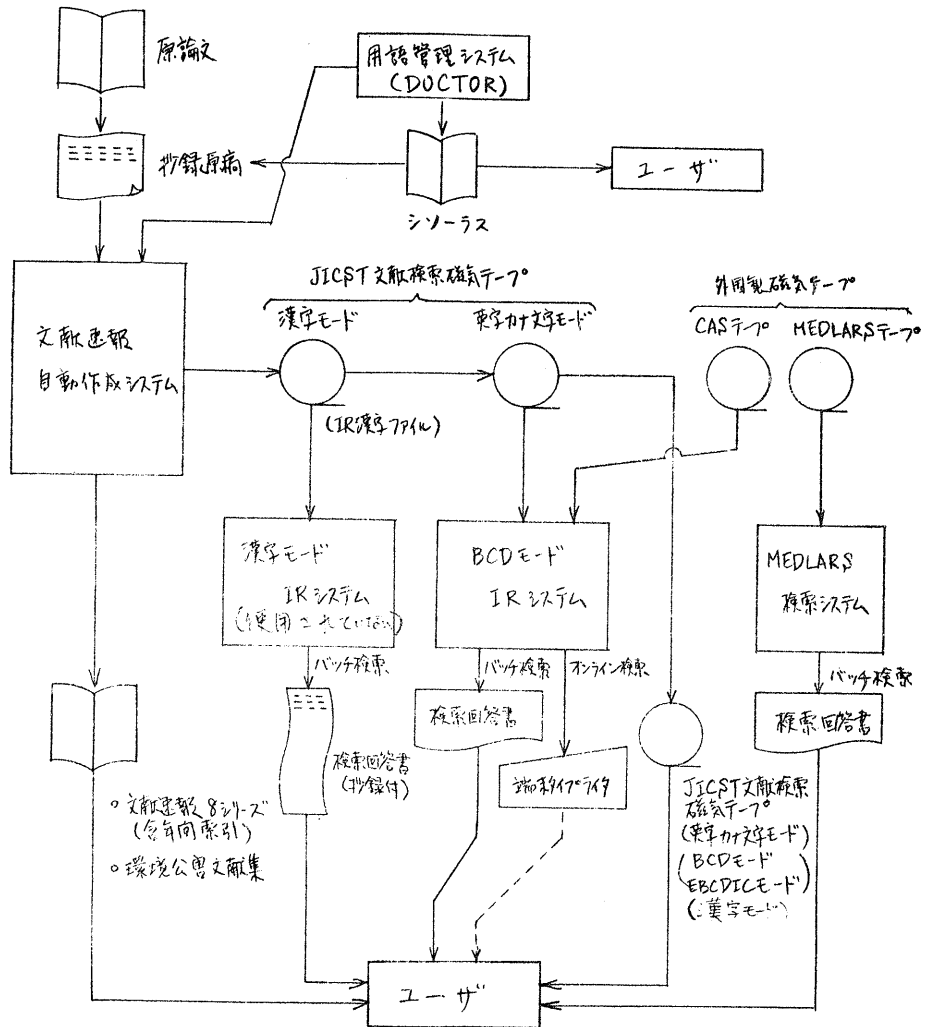 原論文
用語管理システム
(DOCTOR)
抄録原稿
シソーラス
ユーザ
JICST文献検索磁気テープ
外国製磁気テープ
漢字モード
英字カナ文字モード
CASテープ
MEDLARSテープ
文献速報
自動作成システム
(IR漢字ファイル)
漢字モード
IRシステム
(使用されていない)
BCDモード
IRシステム
MEDLARS
検索システム
バッチ検索
バッチ検索
オンライン検索
バッチ検索
検索回答書
検索回答書
検索回答書
(抄録付)
端末タイプライタ
JICST文献検索
磁気テープ
(英字カナ文字モード)
(BCDモード
EBCDICモード)
(漢字モード)
○文献速報8シリーズ
(含年間索引)
○環境公害文献集
ユーザ